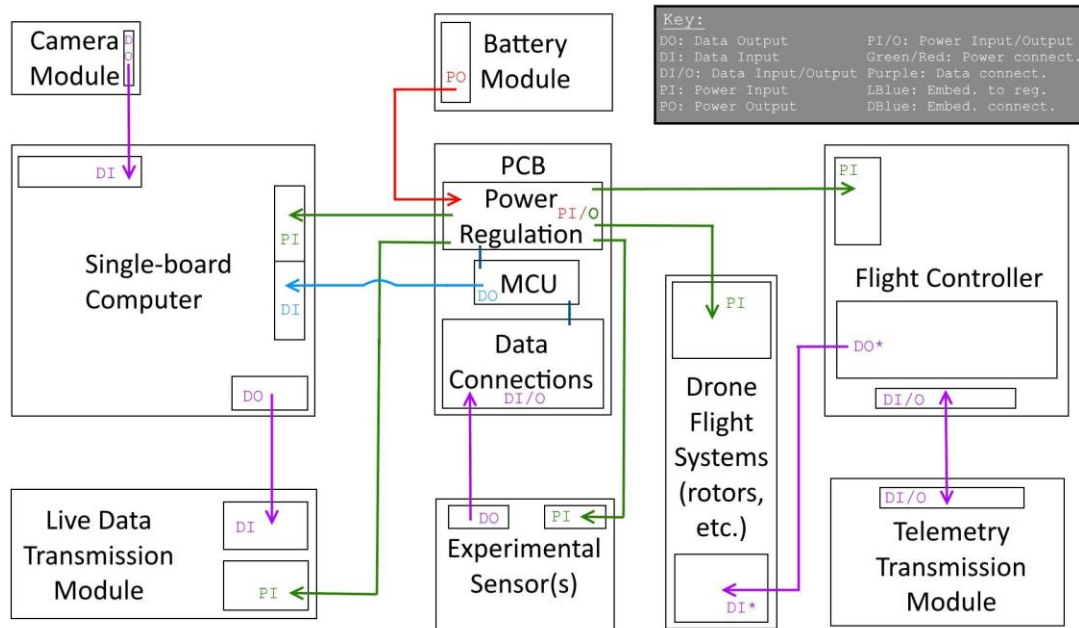 Camera
Module
DO
Battery
Module
PO
Key:
DO: Data Output
DI: Data Input
DI/O: Data Input/Output
PI: Power Input
PO: Power Output
PI/O: Power Input/Output
Green/Red: Power connect.
Purple: Data connect.
LBlue: Embed. to reg.
DBlue: Embed. connect.
DI
PI
DI
Single-board
Computer
DO
PCB
Power
PI/O
Regulation
DO
MCU
Data
Connections
DI/O
PI
Flight Controller
DO*
DI/O
PI
Drone
Flight
Systems
(rotors,
etc.)
DI*
Live Data
Transmission
Module
DI
PI
DO
PI
Experimental
Sensor(s)
DI/O
Telemetry
Transmission
Module